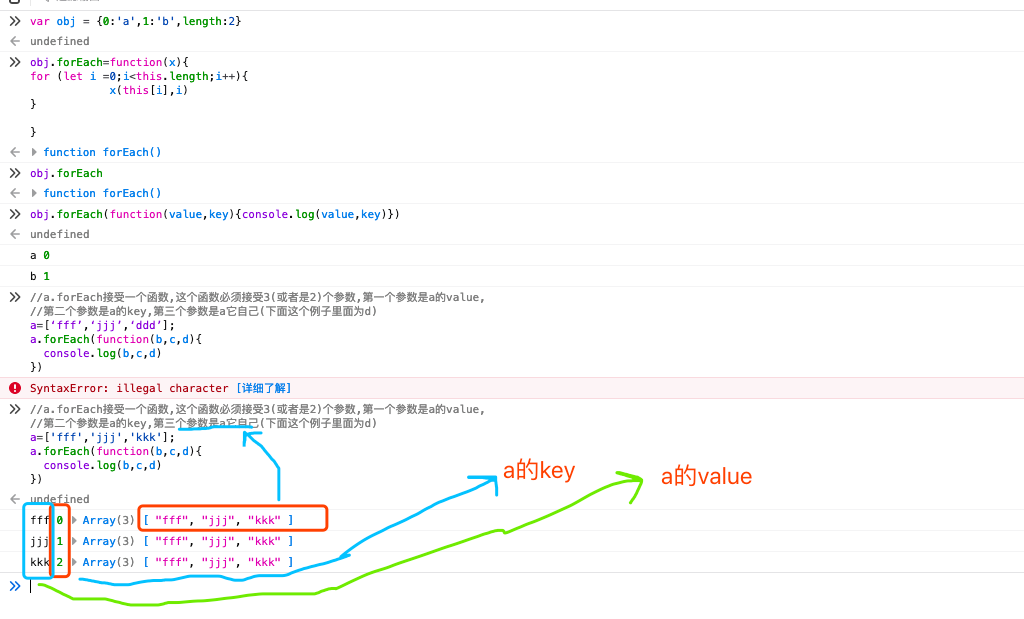 var obj = {0:'a',1:'b',length:2}
undefined
obj.forEach=function(x){
for (let i =0;i<this.length;i++){
x(this[i],i)
}
}
function forEach()
obj.forEach
function forEach()
obj.forEach(function(value,key){console.log(value,key)})
undefined
a 0
b 1
//a.forEach接受一个函数,这个函数必须接受3(或者是2)个参数,第一个参数是a的value,
//第二个参数是a的key,第三个参数是a它自己(下面这个例子里面为d)
a=[‘fff’,‘jjj’,‘ddd’];
a.forEach(function(b,c,d){
console.log(b,c,d)
})
SyntaxError: illegal character [详细了解]
//a.forEach接受一个函数,这个函数必须接受3(或者是2)个参数,第一个参数是a的value,
//第二个参数是a的key,第三个参数是a它自己(下面这个例子里面为d)
a=['fff','jjj','kkk'];
a.forEach(function(b,c,d){
console.log(b,c,d)
})
a的key
a的value
undefined
fff 0 Array(3) [ "fff", "jjj", "kkk" ]
jjj 1 Array(3) [ "fff", "jjj", "kkk" ]
kkk 2 Array(3) [ "fff", "jjj", "kkk" ]